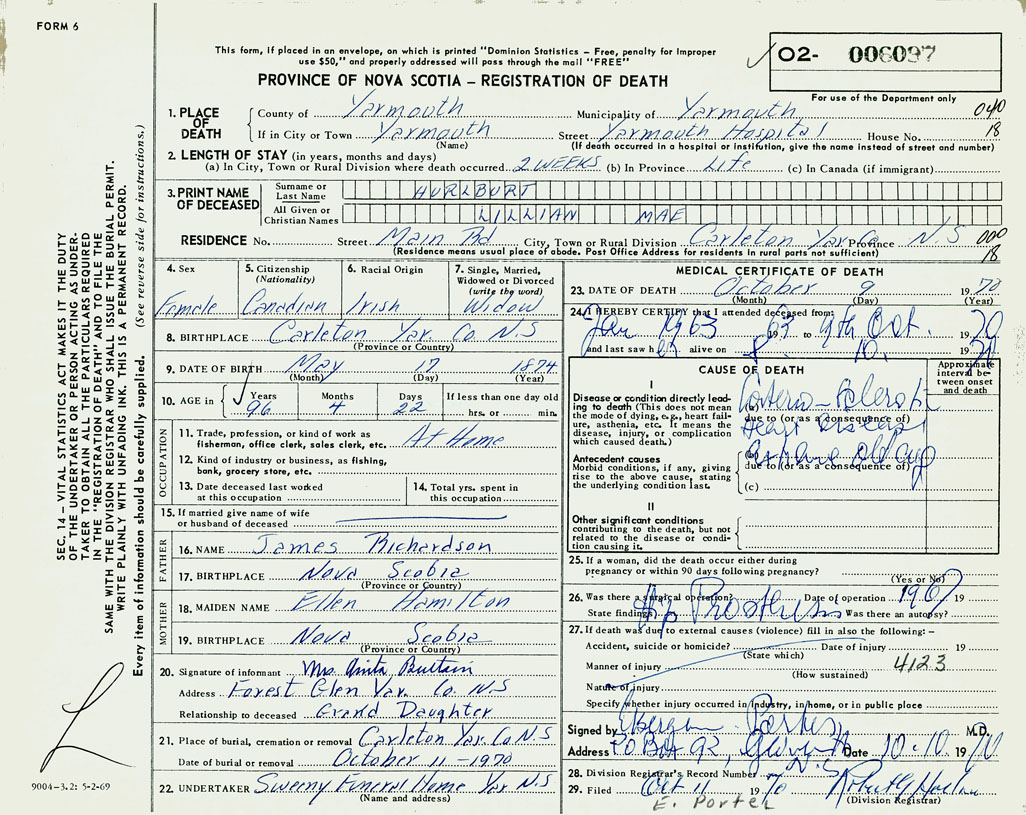 FORM 6
This form, if placed in an envelope, on which is printed "Dominion Statistics – Free, penalty for improper
use $50," and properly addressed will pass through the mail "FREE"
O2- 006097
PROVINCE OF NOVA SCOTIA – REGISTRATION OF DEATH
For use of the Department only
1. PLACE OF DEATH
County of Yarmouth Municipality of Yarmouth 040
If in City or Town Yarmouth Street Yarmouth Hospital House No. 18
(Name) (If death occurred in a hospital or institution, give the name instead of street and number)
2. LENGTH OF STAY (in years, months and days)
(a) In City, Town or Rural Division where death occurred 2 WEEKS (b) In Province Life (c) In Canada (if immigrant)
3. PRINT NAME OF DECEASED
Surname or Last Name HURLBURT
All Given or Christian Names LILLIAN MAE
RESIDENCE No. Street Main Rd City, Town or Rural Division Carleton Yar. Co Province N.S 000
(Residence means usual place of abode. Post Office Address for residents in rural parts not sufficient) 18
4. Sex Female
5. Citizenship (Nationality) Canadian
6. Racial Origin Irish
7. Single, Married, Widowed or Divorced (write the word) Widow
8. BIRTHPLACE Carleton Yar. Co N.S
(Province or Country)
9. DATE OF BIRTH May 17 1874
(Month) (Day) (Year)
10. AGE in Years 96 Months 4 Days 22 If less than one day old hrs. or min.
OCCUPATION
11. Trade, profession, or kind of work as
fisherman, office clerk, sales clerk, etc. At Home
12. Kind of industry or business, as fishing,
bank, grocery store, etc.
13. Date deceased last worked
at this occupation
14. Total yrs. spent in
this occupation
15. If married give name of wife
or husband of deceased
FATHER
16. NAME James Richardson
17. BIRTHPLACE Nova Scotia
(Province or Country)
MOTHER
18. MAIDEN NAME Ellen Hamilton
19. BIRTHPLACE Nova Scotia
(Province or Country)
20. Signature of informant Mrs. Anita Buttain
Address Forest Glen Yar. Co. N.S
Relationship to deceased Grand Daughter
21. Place of burial, cremation or removal Carleton Yar. Co N.S
Date of burial or removal October 11 – 1970
22. UNDERTAKER Sweeny Funeral Home Yar N.S
(Name and address)
MEDICAL CERTIFICATE OF DEATH
23. DATE OF DEATH October 9 1970
(Month) (Day) (Year)
24. I HEREBY CERTIFY that I attended deceased from:
Jan 1963 1963 to 9th Oct. 1970
and last saw her alive on 8. 10. 1970
CAUSE OF DEATH
Approximate interval between onset and death
I
Disease or condition directly leading to death (This does not mean the mode of dying, e.g., heart failure, asthenia, etc. It means the disease, injury, or complication which caused death.)
(a)
due to (or as a consequence of)
Heart Disease
Antecedent causes
Morbid conditions, if any, giving rise to the above cause, stating the underlying condition last.
due to (or as a consequence of)
old age
(c)
II
Other significant conditions
contributing to the death, but not related to the disease or condition causing it.
25. If a woman, did the death occur either during
pregnancy or within 90 days following pregnancy?
(Yes or No)
26. Was there a surgical operation? Date of operation 1967 19
State findings Hip Prosthesis Was there an autopsy?
27. If death was due to external causes (violence) fill in also the following:–
Accident, suicide or homicide? Date of injury 19
(State which)
Manner of injury 4123
(How sustained)
Nature of injury
Specify whether injury occurred in industry, in home, or in public place
Signed by M.D.
Address P.O Box 92, N.S Date 10-10. 1970
28. Division Registrar's Record Number
29. Filed Oct 11 1970
(Division Registrar)
E. Porter
SEC. 14 – VITAL STATISTICS ACT MAKES IT THE DUTY
OF THE UNDERTAKER OR PERSON ACTING AS UNDER-
TAKER TO OBTAIN ALL THE PARTICULARS REQUIRED
IN THE "REGISTRATION OF DEATH" AND TO FILE THE
SAME WITH THE DIVISION REGISTRAR WHO SHALL ISSUE THE BURIAL PERMIT.
WRITE PLAINLY WITH UNFADING INK. THIS IS A PERMANENT RECORD.
Every item of information should be carefully supplied. (See reverse side for instructions.)
9004-3.2: 5-2-69